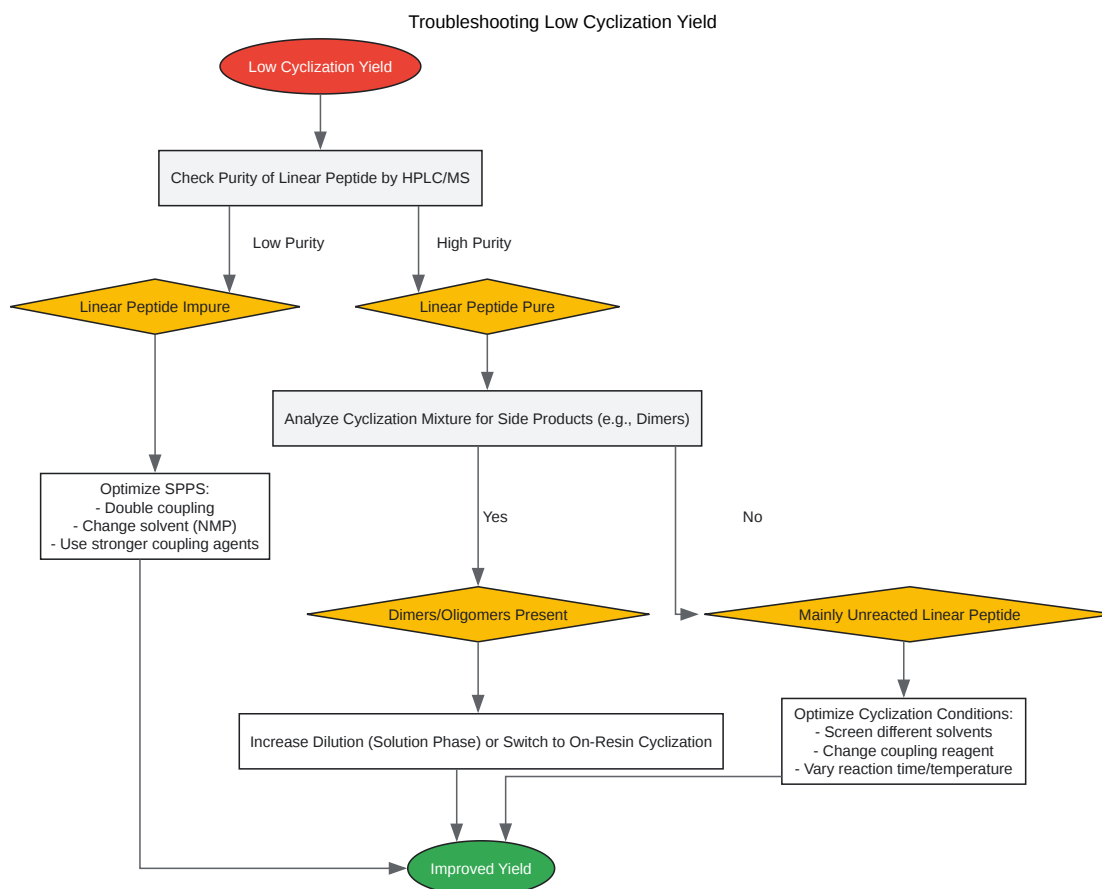 Troubleshooting Low Cyclization Yield
Low Cyclization Yield
Check Purity of Linear Peptide by HPLC/MS
Low Purity
High Purity
Linear Peptide Impure
Linear Peptide Pure
Analyze Cyclization Mixture for Side Products (e.g., Dimers)
Optimize SPPS:
- Double coupling
- Change solvent (NMP)
- Use stronger coupling agents
Yes
No
Dimers/Oligomers Present
Mainly Unreacted Linear Peptide
Increase Dilution (Solution Phase) or Switch to On-Resin Cyclization
Optimize Cyclization Conditions:
- Screen different solvents
- Change coupling reagent
- Vary reaction time/temperature
Improved Yield